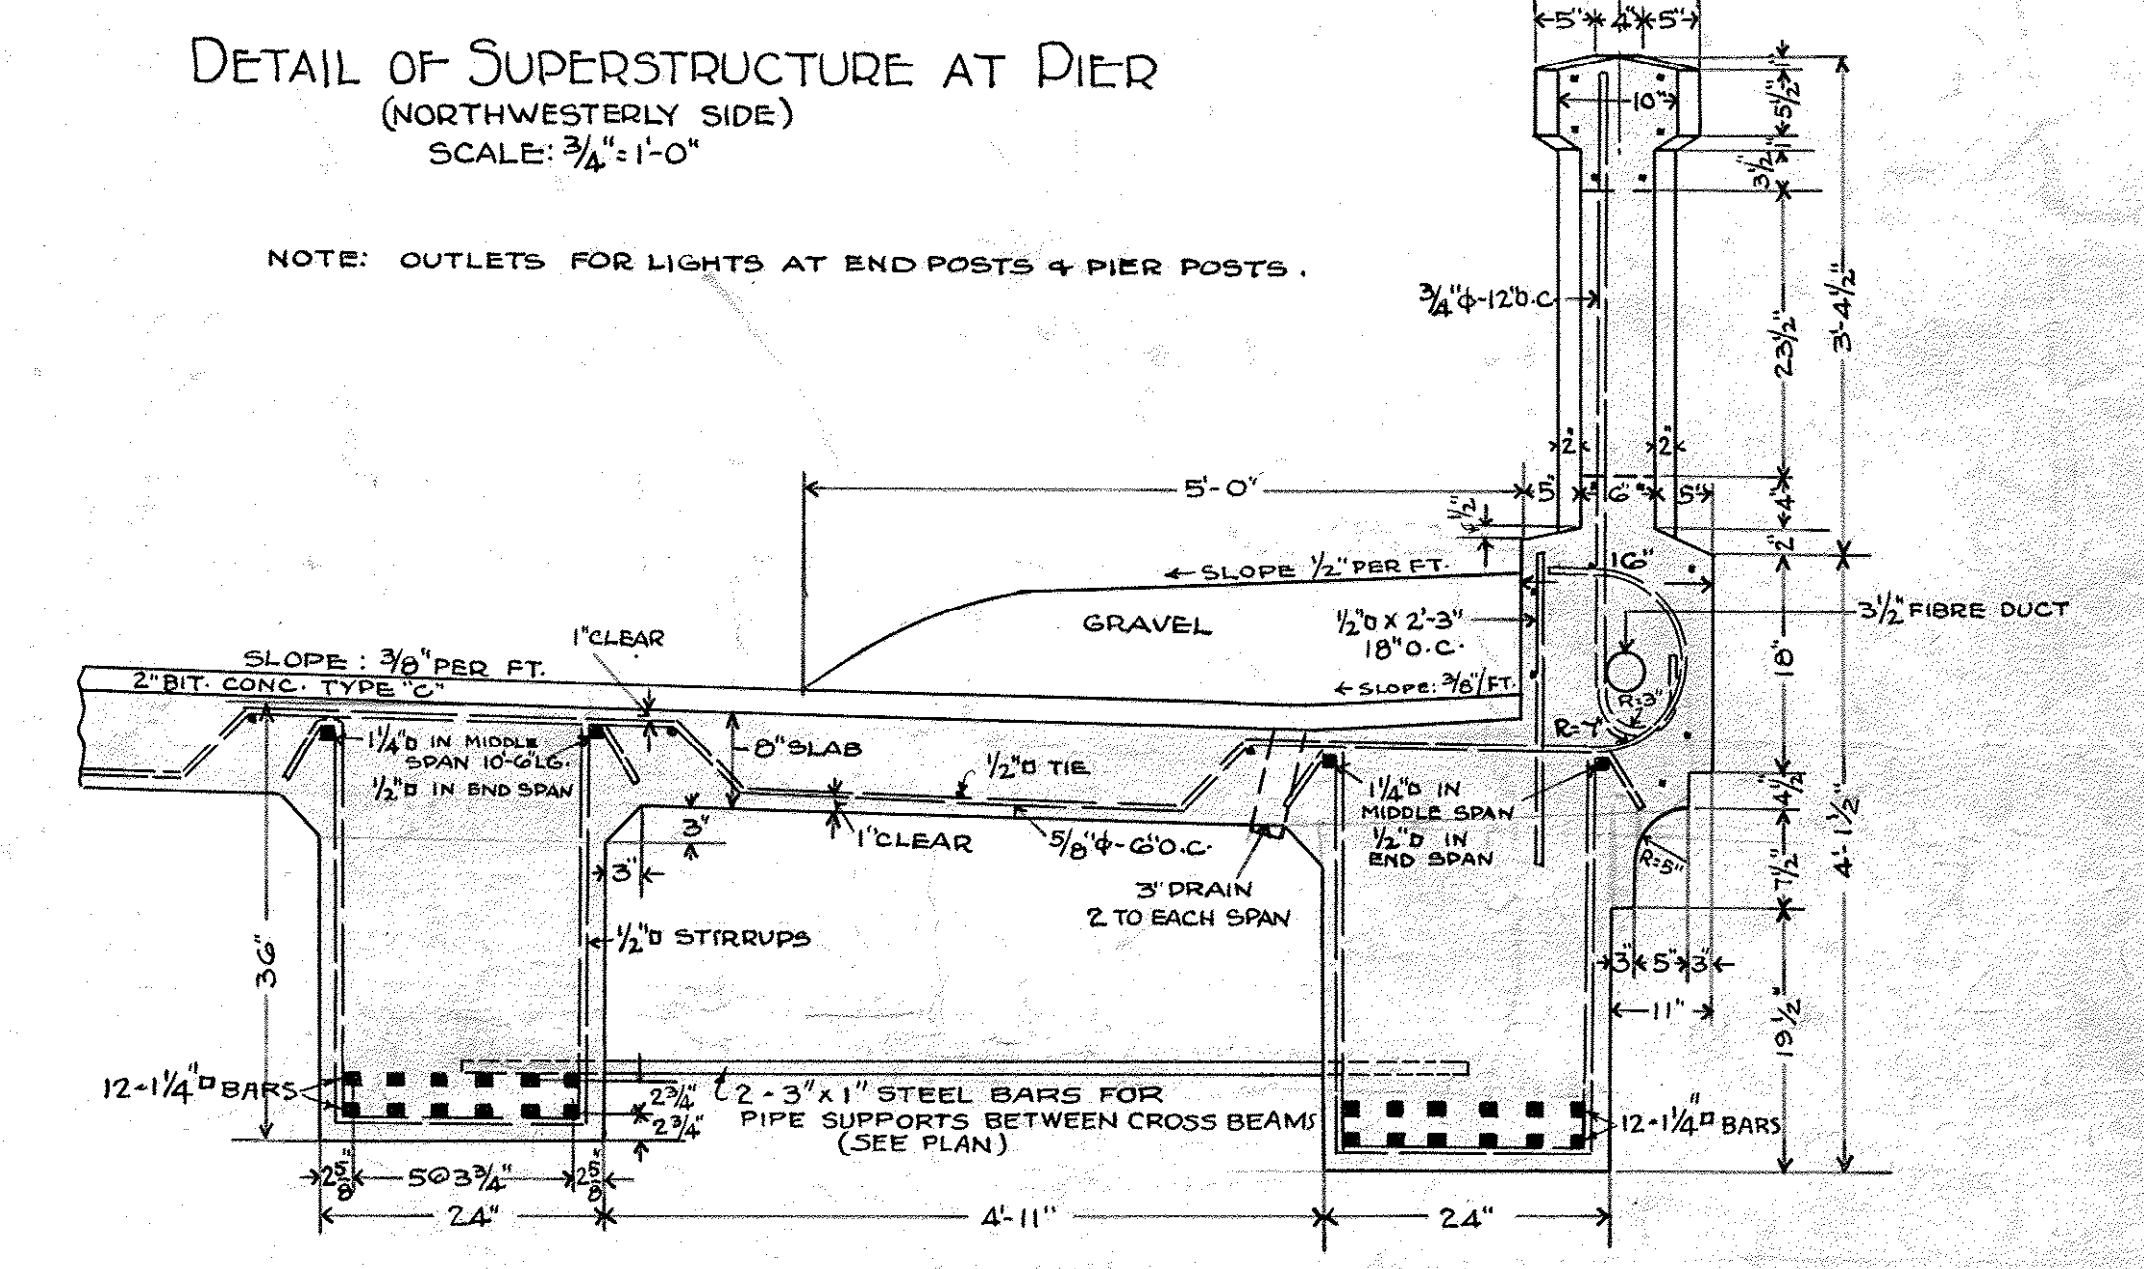 DETAIL OF SUPERSTRUCTURE AT PIER
(NORTHWESTERLY SIDE)
SCALE: 3/4" = 1'-0"
NOTE: OUTLETS FOR LIGHTS AT END POSTS & PIER POSTS.
5" 4" 5"
10"
1"
5 1/2"
1"
3 1/2"
23 1/2"
3'-4 1/2"
3/4"ϕ-12"O.C.
2" 2"
5'-0"
5" 6" 5"
4"
1/2"
2"
16"
SLOPE 1/2" PER FT.
GRAVEL
1/2"□ X 2'-3"
18" O.C.
3 1/2" FIBRE DUCT
18"
SLOPE: 3/8"/FT.
R=3"
R=7"
1" CLEAR
SLOPE: 3/8" PER FT.
2" BIT. CONC. TYPE "C"
1 1/4"□ IN MIDDLE
SPAN 10'-6" LG.
1/2"□ IN END SPAN
8" SLAB
1/2"□ TIE
1 1/4"□ IN
MIDDLE SPAN
1/2"□ IN
END SPAN
4 1/2"
4'-1 1/2"
3"
1" CLEAR
5/8"ϕ-6"O.C.
R=5"
7 1/2"
3"
3" DRAIN
2 TO EACH SPAN
36"
1/2"□ STIRRUPS
3" 5" 3"
11"
19 1/2"
12-1 1/4"□ BARS
2 3/4"
2 3/4"
2-3" x 1" STEEL BARS FOR
PIPE SUPPORTS BETWEEN CROSS BEAMS
(SEE PLAN)
12-1 1/4"□ BARS
2 5/8" 5@3 3/4" 2 5/8"
24" 4'-11" 24"